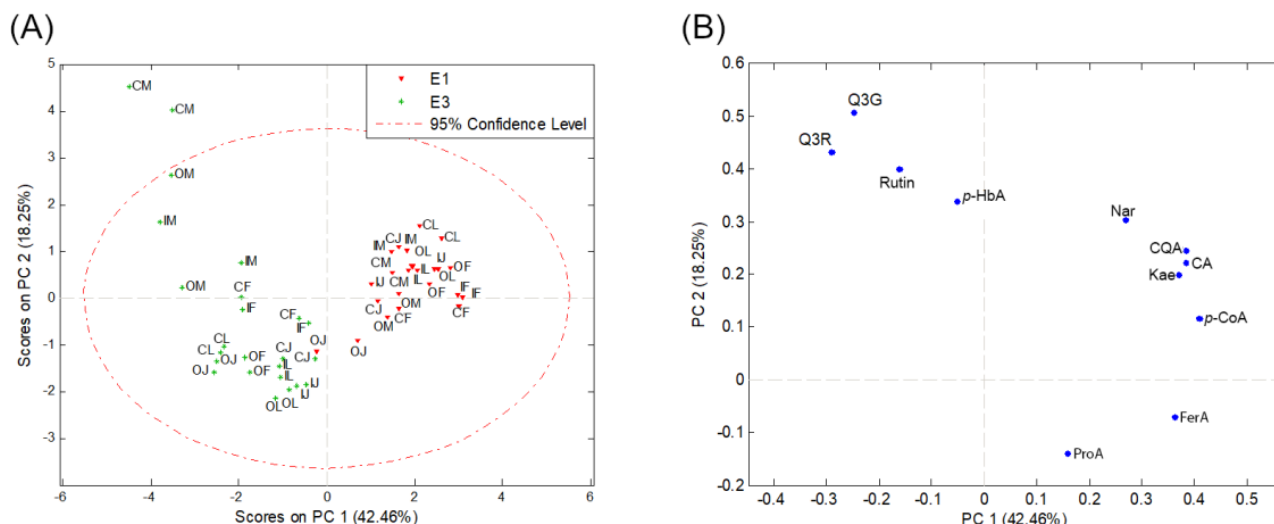 (A)
(B)
5
4
3
2
1
0
-1
-2
-3
-6
-4
-2
0
2
4
6
Scores on PC 2 (18.25%)
Scores on PC 1 (42.46%)
E1
E3
95% Confidence Level
CM
CM
OM
IM
IM
OM
CF
IF
CF
IF
CL
CL
OJ
OJ
OF
OF
CJ
CJ
IL
IL
OL
OL
IJ
IJ
OJ
OJ
CL
CL
CJ
IM
IM
OL
IJ
CM
IL
OL
OF
IJ
CM
IL
OF
IF
IF
CJ
OM
CF
CF
OM
0.6
0.5
0.4
0.3
0.2
0.1
0
-0.1
-0.2
-0.4
-0.3
-0.2
-0.1
0
0.1
0.2
0.3
0.4
0.5
PC 2 (18.25%)
PC 1 (42.46%)
Q3G
Q3R
Rutin
p-HbA
Nar
CQA
CA
Kae
p-CoA
FerA
ProA